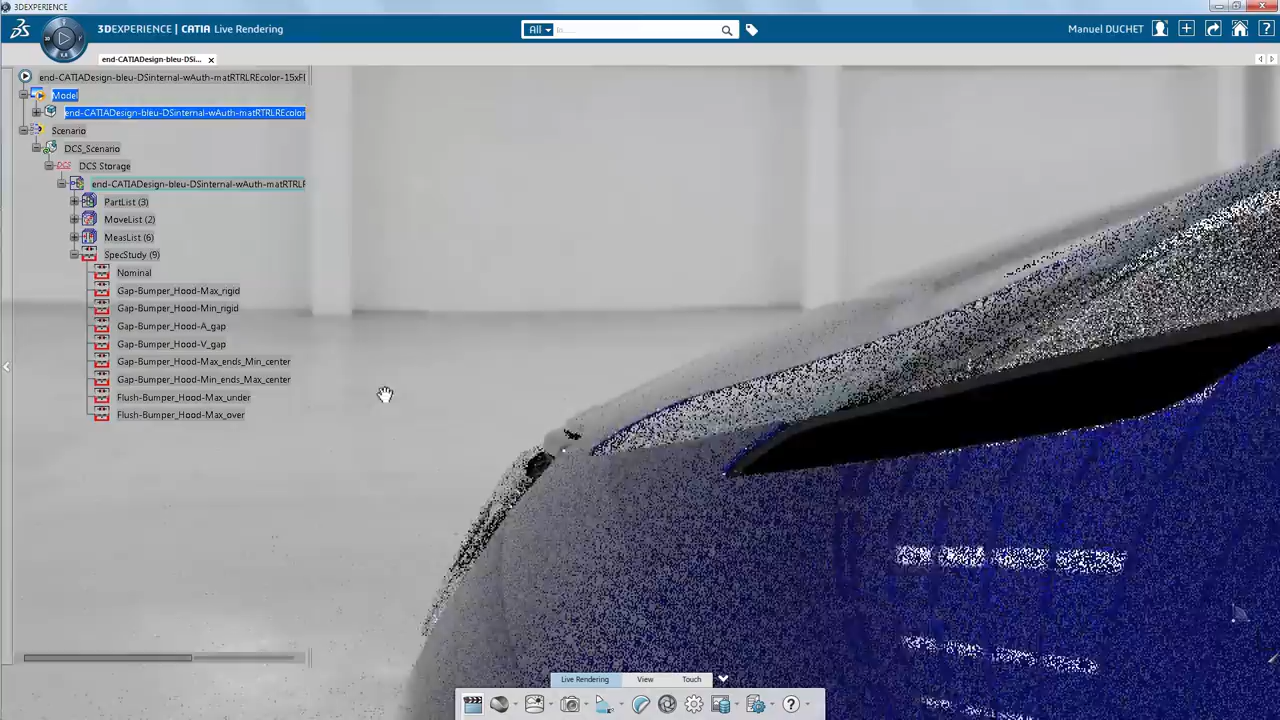 3DEXPERIENCE
3DEXPERIENCE | CATIA Live Rendering
All
Manuel DUCHET
end-CATIADesign-bleu-DSi...
end-CATIADesign-bleu-DSinternal-wAuth-matRTRLREcolor-15xFI
Model
end-CATIADesign-bleu-DSinternal-wAuth-matRTRLREcolor
Scenario
DCS_Scenario
DCS DCS Storage
end-CATIADesign-bleu-DSinternal-wAuth-matRTRLF
PartList (3)
MoveList (2)
MeasList (6)
SpecStudy (9)
Nominal
Gap-Bumper_Hood-Max_rigid
Gap-Bumper_Hood-Min_rigid
Gap-Bumper_Hood-A_gap
Gap-Bumper_Hood-V_gap
Gap-Bumper_Hood-Max_ends_Min_center
Gap-Bumper_Hood-Min_ends_Max_center
Flush-Bumper_Hood-Max_under
Flush-Bumper_Hood-Max_over
Live Rendering View Touch